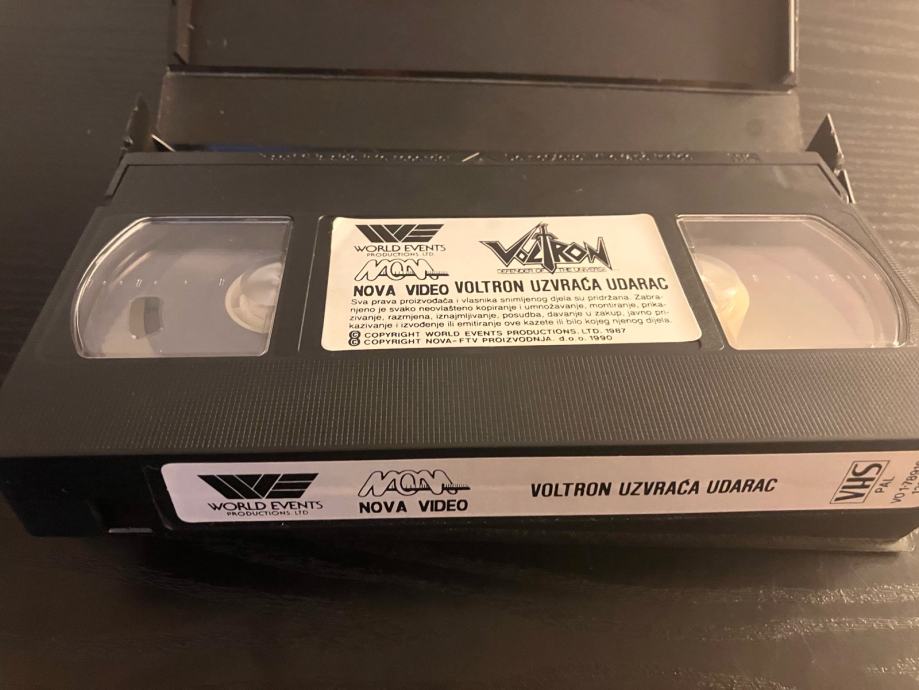 WORLD EVENTS
PRODUCTIONS, LTD
VOLTRON
DEFENDER OF THE UNIVERSE
NOVA VIDEO VOLTRON UZVRAĆA UDARAC
Sva prava proizvođača i vlasnika snimljenog djela su pridržana. Zabra-
njeno je svako neovlašteno kopiranje i umnožavanje, montiranje, prika-
zivanje, razmjena, iznajmljivanje, posudba, davanje u zakup, javno pri-
kazivanje i izvođenje ili emitiranje ove kazete ili bilo kojeg njenog dijela.
© COPYRIGHT WORLD EVENTS PRODUCTIONS, LTD. 1987
© COPYRIGHT NOVA-FTV PROIZVODNJA. d.o.o. 1990
WORLD EVENTS
PRODUCTIONS, LTD
NOVA VIDEO
VOLTRON UZVRAĆA UDARAC
VHS
PAL